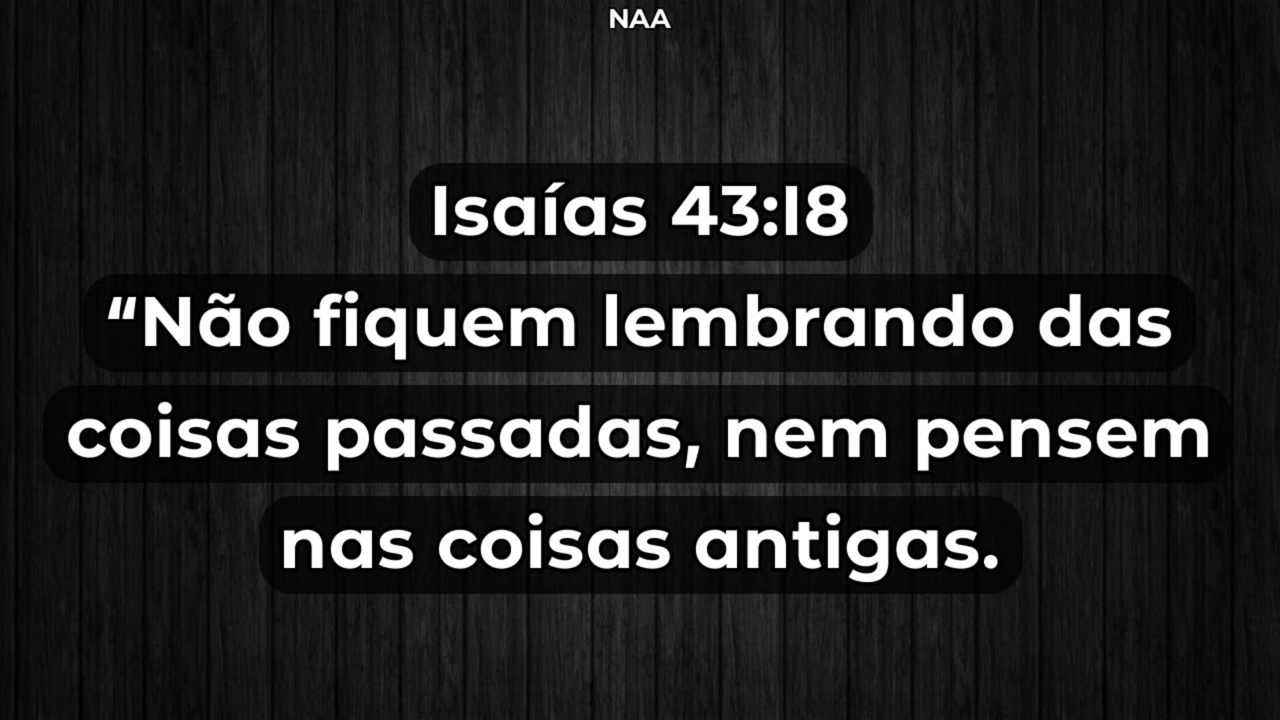 NAA
Isaías 43:18
“Não fiquem lembrando das
coisas passadas, nem pensem
nas coisas antigas.